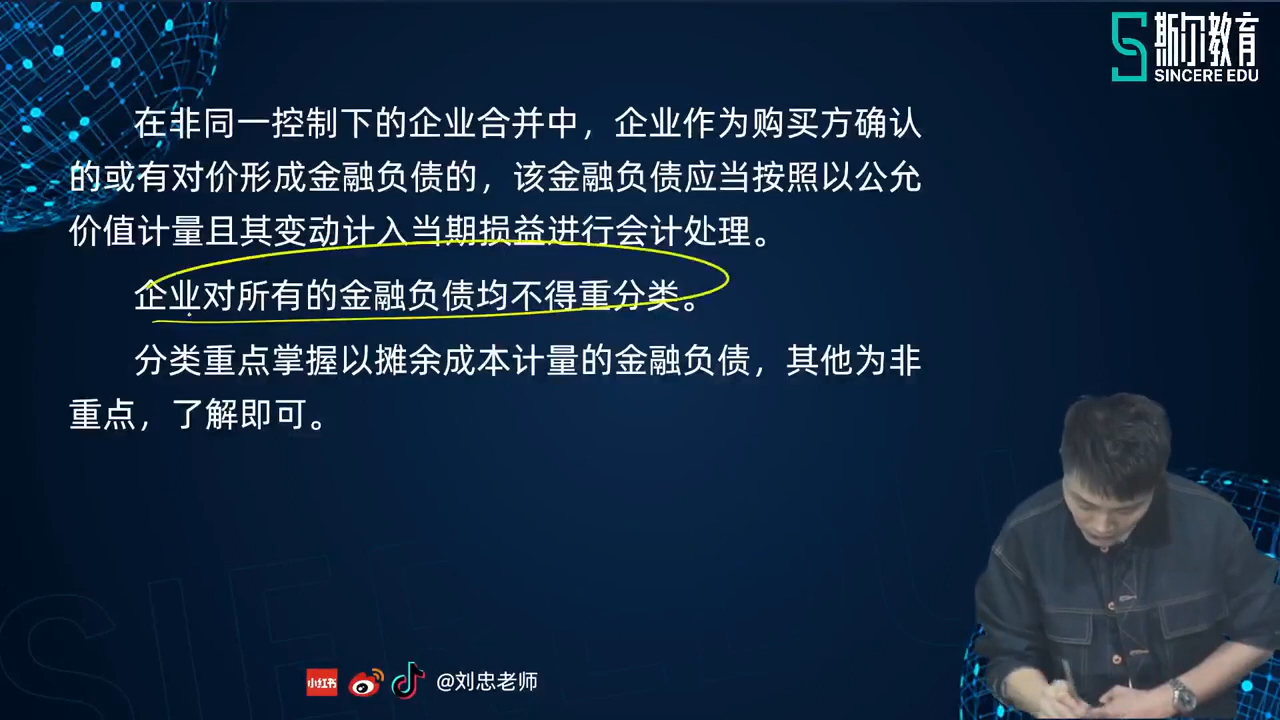 斯尔教育
SINCERE EDU
在非同一控制下的企业合并中，企业作为购买方确认
的或有对价形成金融负债的，该金融负债应当按照以公允
价值计量且其变动计入当期损益进行会计处理。
企业对所有的金融负债均不得重分类。
分类重点掌握以摊余成本计量的金融负债，其他为非
重点，了解即可。
小红书 @刘忠老师